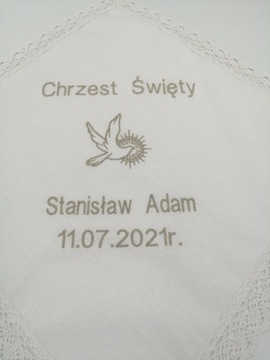 Chrzest Święty
Stanisław Adam
11.07.2021r.